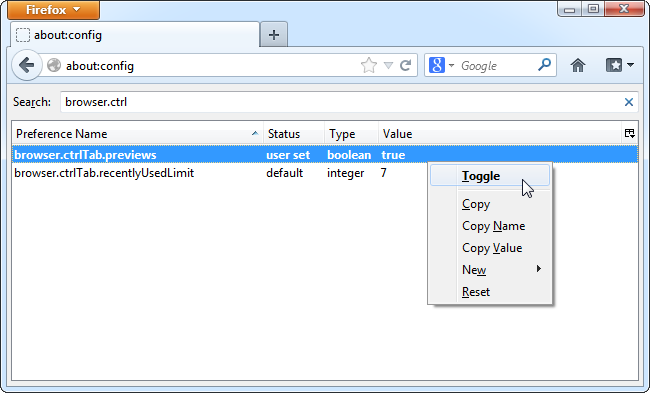 Firefox
about:config
about:config
Google
Search: browser.ctrl
Preference Name Status Type Value
browser.ctrlTab.previews user set boolean true
browser.ctrlTab.recentlyUsedLimit default integer 7
Toggle
Copy
Copy Name
Copy Value
New
Reset